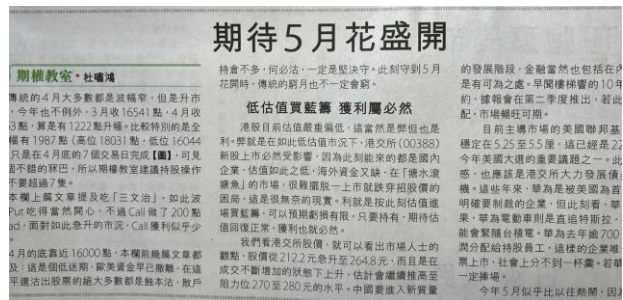 期待5月花盛開
期權教室•杜嘯鴻
傳統的4月大多數都是波幅窄，但是升市
，今年也不例外，3月收16541點，4月收
3點，算是有1222點升幅。比較特別的是全
幅有1987點（高位18031點，低位16044
只是在4月底的7個交易日完成【圖】，可見
不要超過7隻。
本欄上篇文章提及吃「三文治」，如此波
Put吃得當然開心，不過Call做了200點
ad，面對如此急升的市況，Call獲利似乎少
4月的底靠近16000點，本欄前幾篇文章都
及：這是個低迷期，歐美資金早已撤離，在這
平還沽出股票的絕大多數都是蝕本沽，散戶
持會不多，何必沽，一定是堅決守。此刻守到5月
花開時，傳統的窮月也不一定會窮。
低估值買藍籌 獲利屬必然
港股目前估值嚴重偏低，這當然是弊但也是
利。弊就是在如此低估值市況下，港交所（00388）
新股上市必然受影響，因為此刻能來的都是國內
企業，估值如此之低，海外資金又缺，在「塘水滾
塘魚」的市場，很難擺脫一上市就跌穿招股價的
困局，這是很無奈的現實。利就是按此刻估值進
場買藍籌，可以預期虧損有限，只要持有，期待估
值回復正常，獲利也就必然。
我們看港交所股價，就可以看出市場人士的
觀點，股價從212.2元急升至264.8元，而且是在
成交不斷增加的狀態下上升，估計會繼續推高至
阻力位270至280元的水平。中國要進入新質量
的發展階段，金融當然也包括在內
是有可為之處。早聞樓梯響的10年
約，據報會在第二季度推出，若此
配，市場暢旺可期。
目前主導市場的美國聯邦基
穩定在5.25至5.5厘，這已經是22
今年美國大選的重要議題之一。此
感，也應該是港交所大力發展債
機。這些年來，華為是被美國為首
明確要制裁的企業，但此刻看，華
果，華為電動車則是直追特斯拉，
能會緊隨台積電。華為去年逾700
潤分配給持股員工，這樣的企業唯
票上市，社會上分不到一杯羹。若華
一定捧場。
今年5月似乎比以往熱鬧，因為